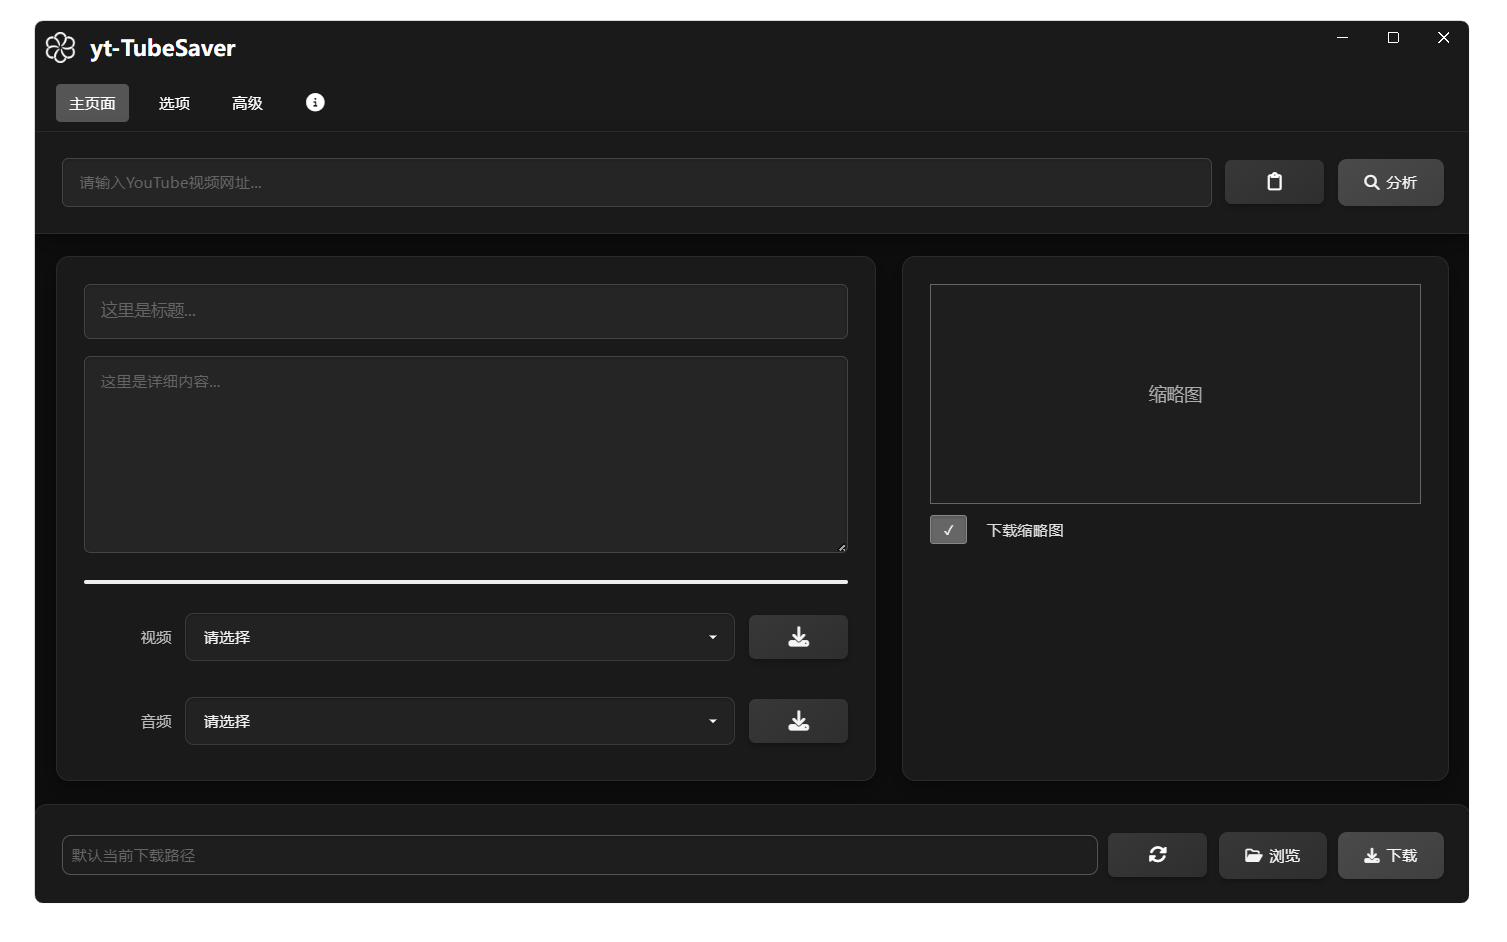 yt-TubeSaver
主页面 选项 高级
请输入YouTube视频网址... 分析
这里是标题...
这里是详细内容...
缩略图
✓ 下载缩略图
视频 请选择
音频 请选择
默认当前下载路径 浏览 下载